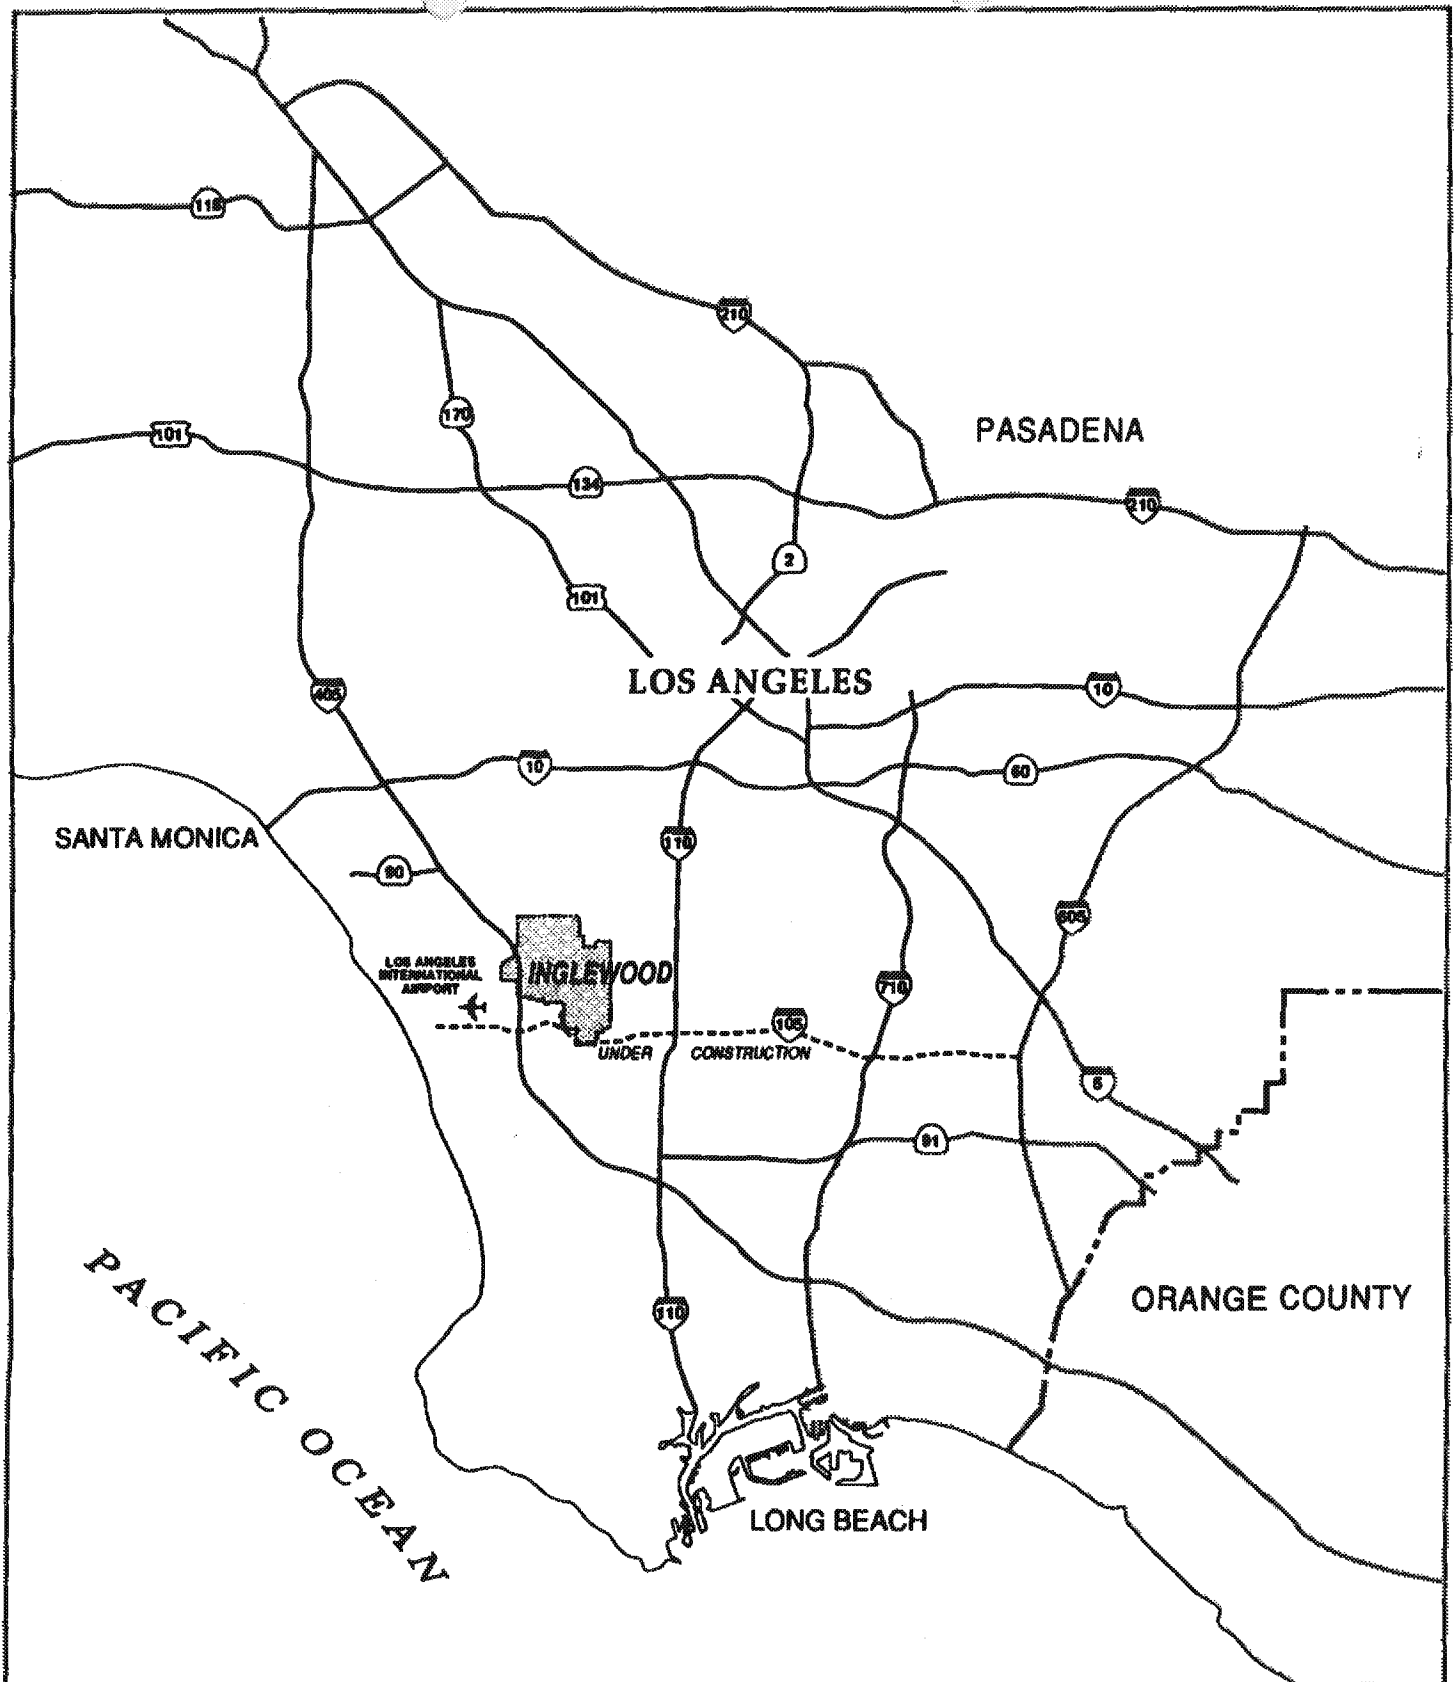 118
210
170
PASADENA
101
134
210
2
101
LOS ANGELES
405
10
10
60
SANTA MONICA
110
90
605
LOS ANGELES
INTERNATIONAL
AIRPORT
INGLEWOOD
710
105
UNDER CONSTRUCTION
5
91
PACIFIC OCEAN
ORANGE COUNTY
110
LONG BEACH